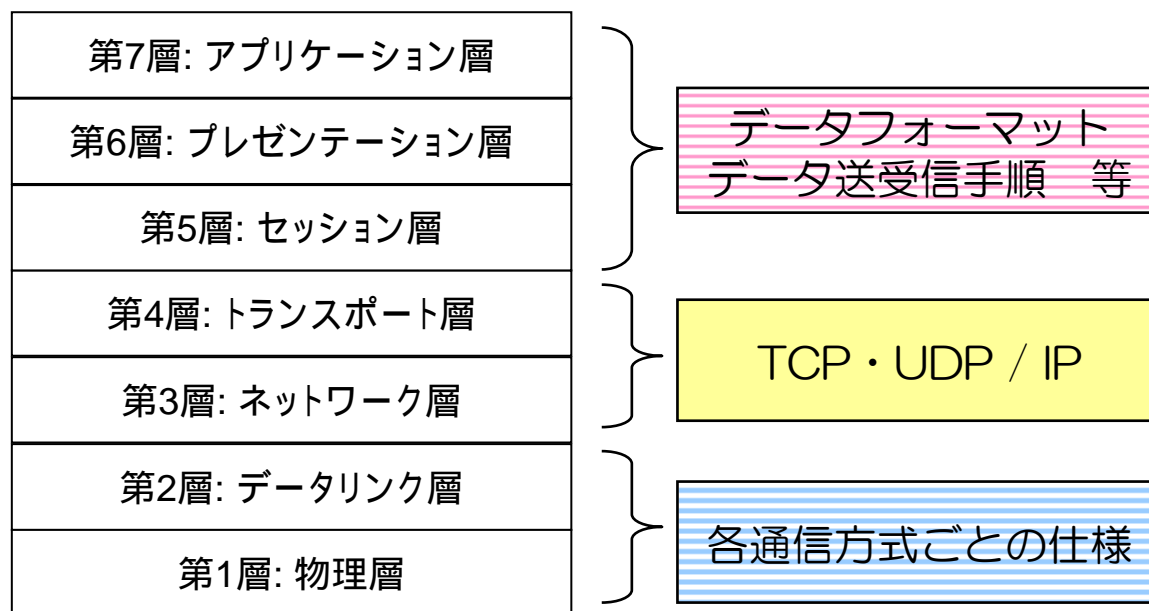 第7層: アプリケーション層
第6層: プレゼンテーション層
第5層: セッション層
第4層: トランスポート層
第3層: ネットワーク層
第2層: データリンク層
第1層: 物理層
データフォーマット
データ送受信手順　等
TCP・UDP / IP
各通信方式ごとの仕様